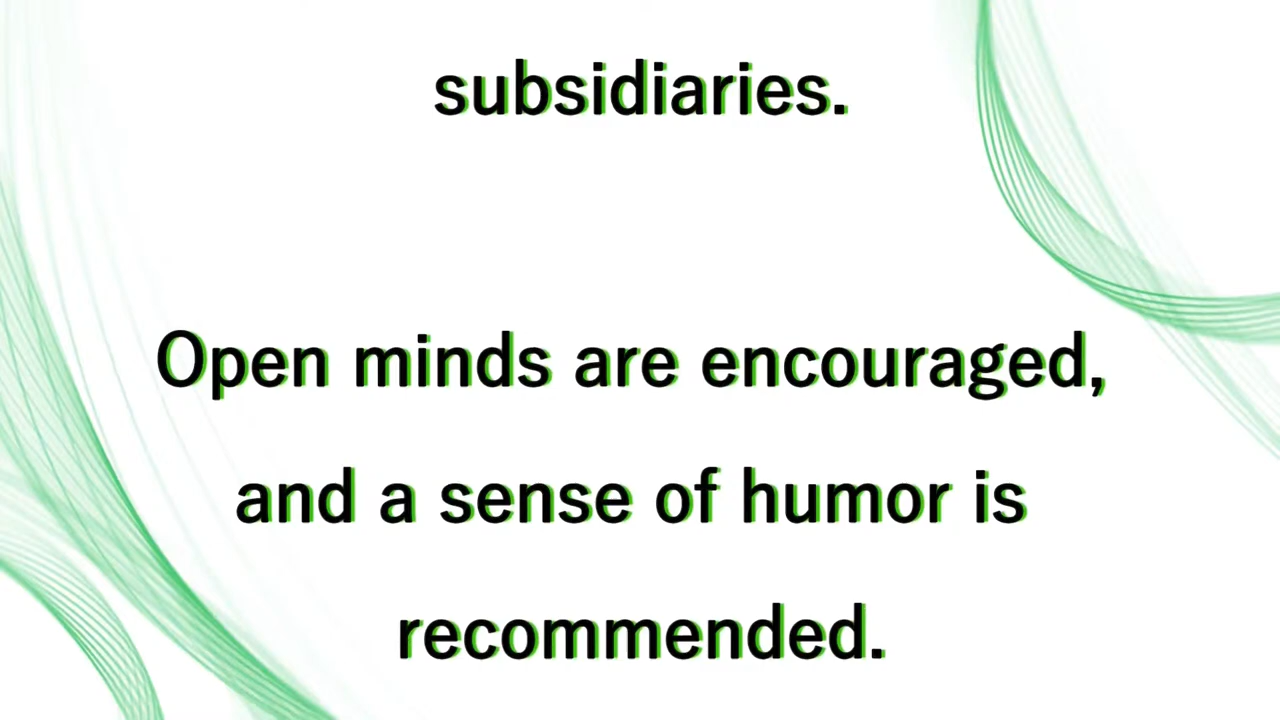 subsidiaries.
Open minds are encouraged,
and a sense of humor is
recommended.